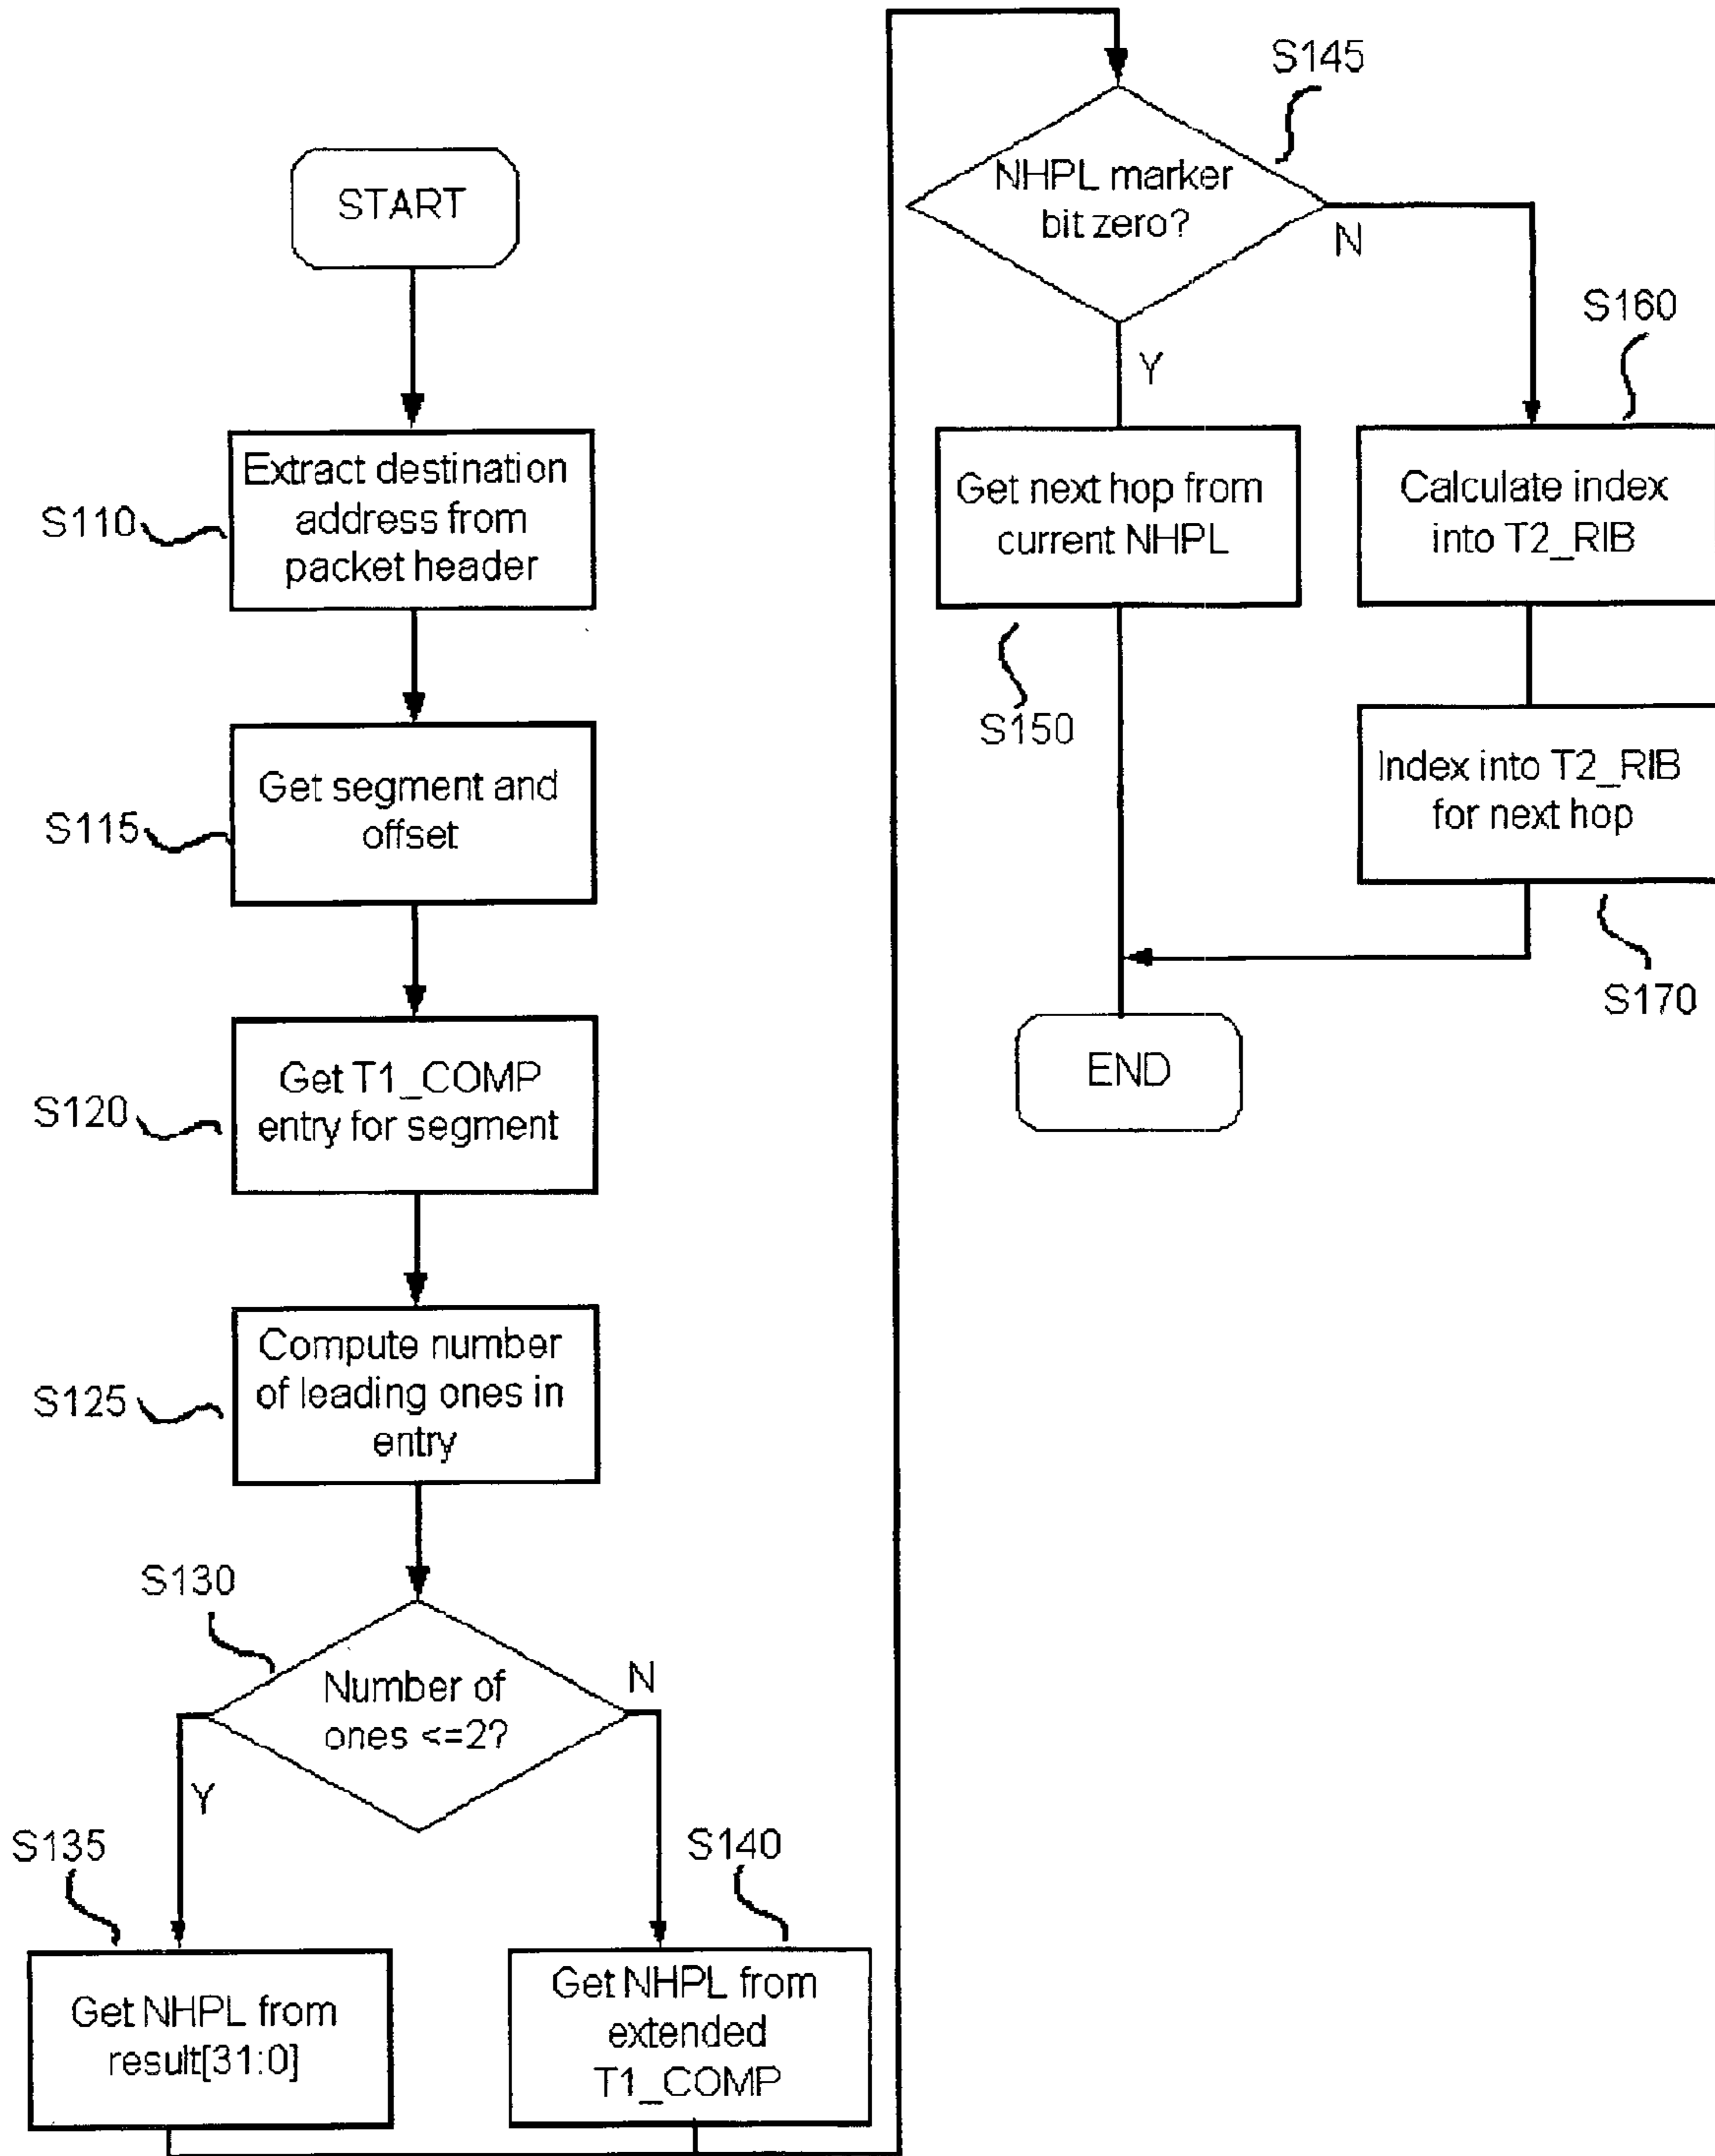 START
S110
Extract destination
address from
packet header
S115
Get segment and
offset
S120
Get T1_COMP
entry for segment
S125
Compute number
of leading ones in
entry
S130
Number of
ones <=2?
N
Y
S135
Get NHPL from
result[31:0]
S140
Get NHPL from
extended
T1_COMP
S145
NHPL marker
bit zero?
N
Y
S160
Get next hop from
current NHPL
S150
Calculate index
into T2_RIB
Index into T2_RIB
for next hop
S170
END